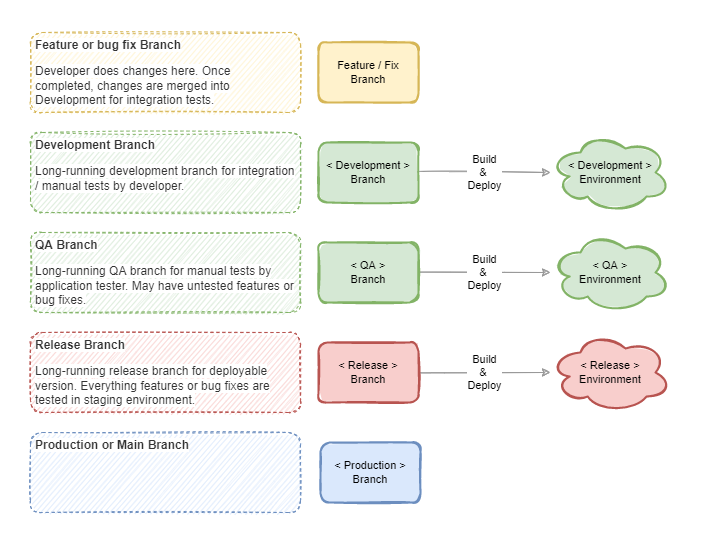 Feature or bug fix Branch
Developer does changes here. Once
completed, changes are merged into
Development for integration tests.
Feature / Fix
Branch
Development Branch
Long-running development branch for integration
/ manual tests by developer.
< Development >
Branch
Build
&
Deploy
< Development >
Environment
QA Branch
Long-running QA branch for manual tests by
application tester. May have untested features or
bug fixes.
< QA >
Branch
Build
&
Deploy
< QA >
Environment
Release Branch
Long-running release branch for deployable
version. Everything features or bug fixes are
tested in staging environment.
< Release >
Branch
Build
&
Deploy
< Release >
Environment
Production or Main Branch
< Production >
Branch